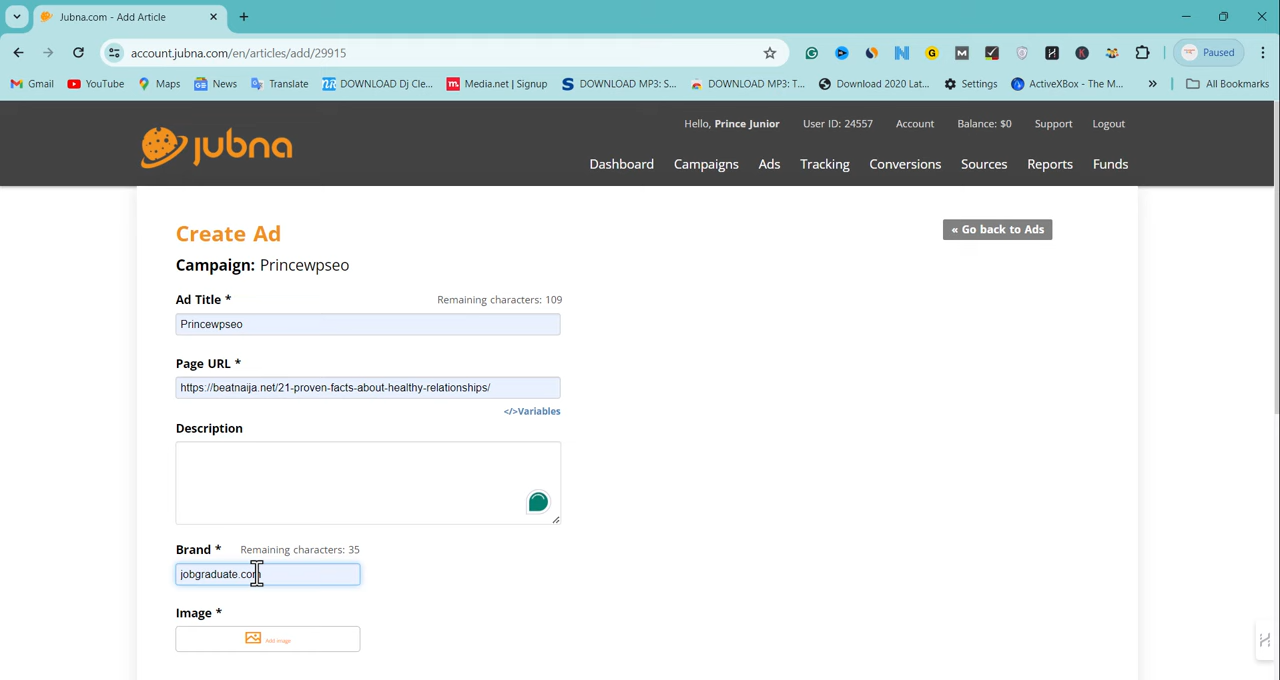 Jubna.com - Add Article
account.jubna.com/en/articles/add/29915
Paused
Gmail YouTube Maps News Translate DOWNLOAD Dj Cle... Media.net | Signup DOWNLOAD MP3: S... DOWNLOAD MP3: T... Download 2020 Lat... Settings ActiveXBox - The M... » All Bookmarks
Hello, Prince Junior User ID: 24557 Account Balance: $0 Support Logout
jubna
Dashboard Campaigns Ads Tracking Conversions Sources Reports Funds
Create Ad
« Go back to Ads
Campaign: Princewpseo
Ad Title * Remaining characters: 109
Princewpseo
Page URL *
https://beatnaija.net/21-proven-facts-about-healthy-relationships/
</>Variables
Description
Brand * Remaining characters: 35
jobgraduate.com
Image *
Add image